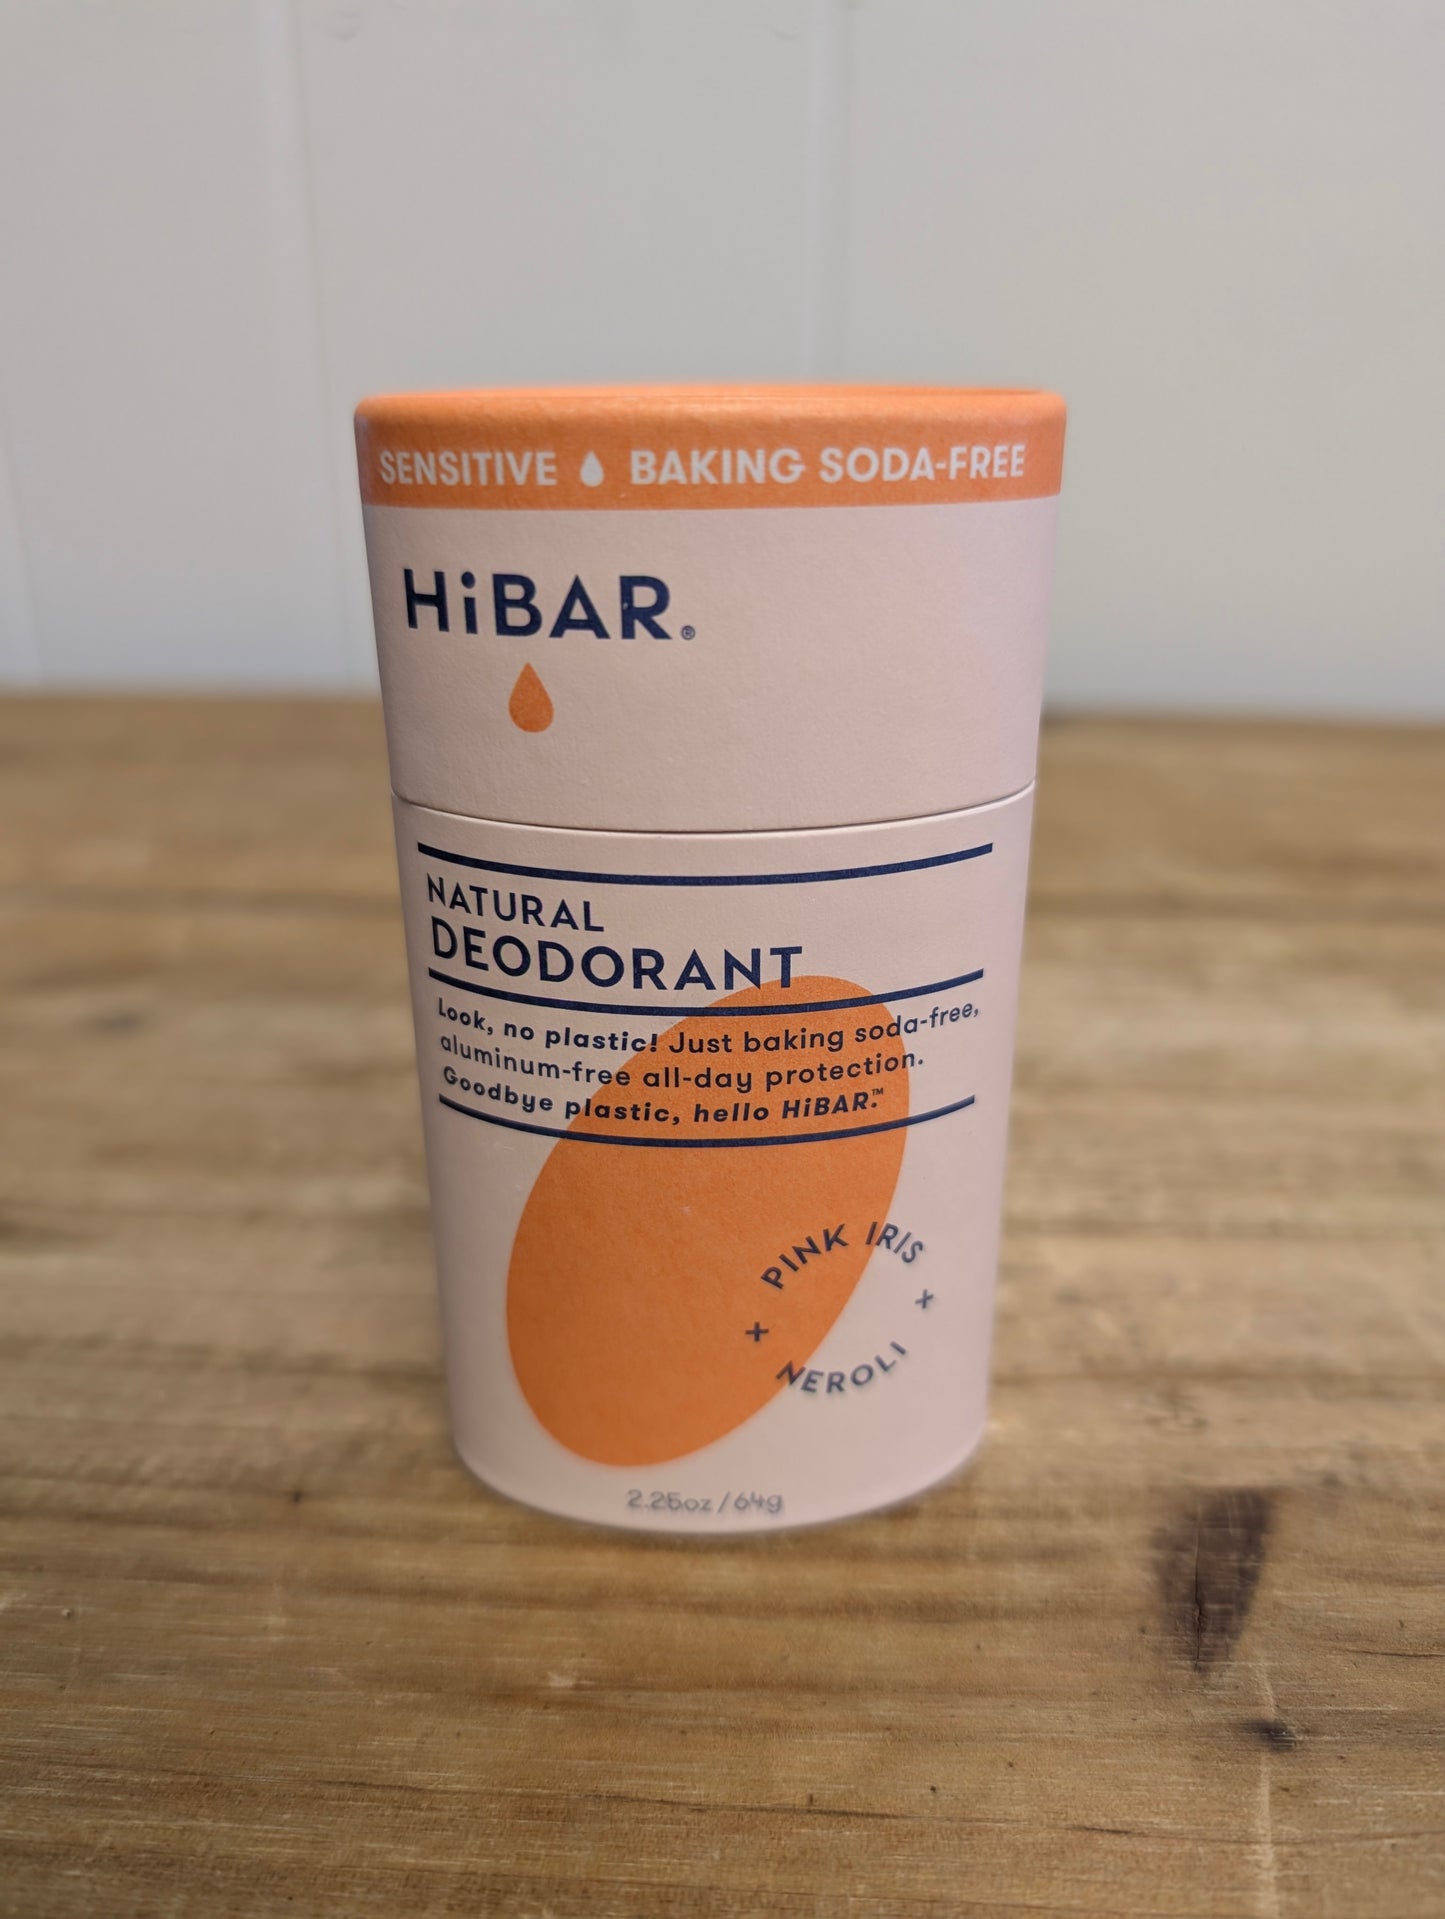 SENSITIVE BAKING SODA-FREE
HiBAR®
NATURAL
DEODORANT
Look, no plastic! Just baking soda-free,
aluminum-free all-day protection.
Goodbye plastic, hello HiBAR.™
PINK IRIS
+ +
NEROLI
2.25oz / 64g